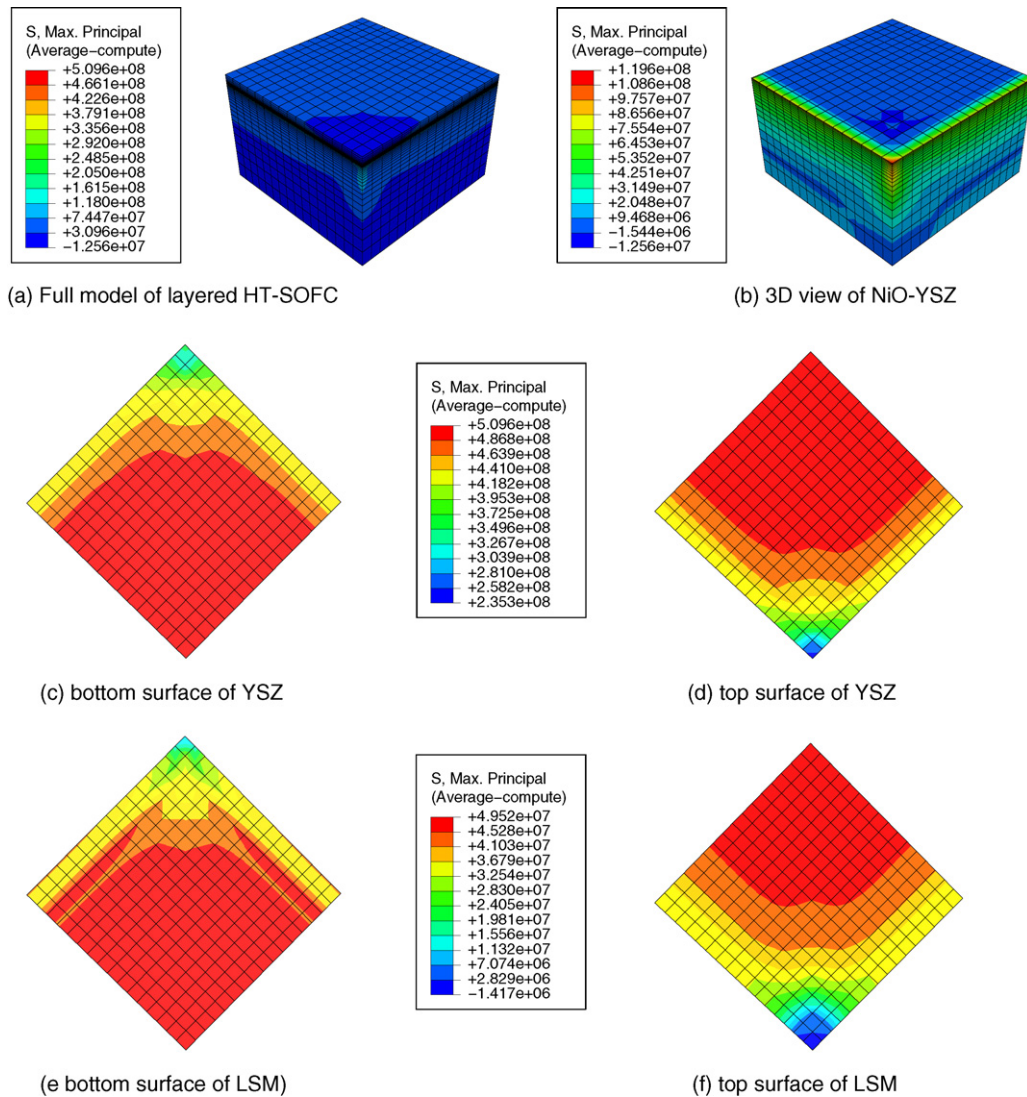 S, Max. Principal
(Average-compute)
+5.096e+08
+4.661e+08
+4.226e+08
+3.791e+08
+3.356e+08
+2.920e+08
+2.485e+08
+2.050e+08
+1.615e+08
+1.180e+08
+7.447e+07
+3.096e+07
-1.256e+07
S, Max. Principal
(Average-compute)
+1.196e+08
+1.086e+08
+9.757e+07
+8.656e+07
+7.554e+07
+6.453e+07
+5.352e+07
+4.251e+07
+3.149e+07
+2.048e+07
+9.468e+06
-1.544e+06
-1.256e+07
(a) Full model of layered HT-SOFC
(b) 3D view of NiO-YSZ
S, Max. Principal
(Average-compute)
+5.096e+08
+4.868e+08
+4.639e+08
+4.410e+08
+4.182e+08
+3.953e+08
+3.725e+08
+3.496e+08
+3.267e+08
+3.039e+08
+2.810e+08
+2.582e+08
+2.353e+08
(c) bottom surface of YSZ
(d) top surface of YSZ
S, Max. Principal
(Average-compute)
+4.952e+07
+4.528e+07
+4.103e+07
+3.679e+07
+3.254e+07
+2.830e+07
+2.405e+07
+1.981e+07
+1.556e+07
+1.132e+07
+7.074e+06
+2.829e+06
-1.417e+06
(e bottom surface of LSM)
(f) top surface of LSM